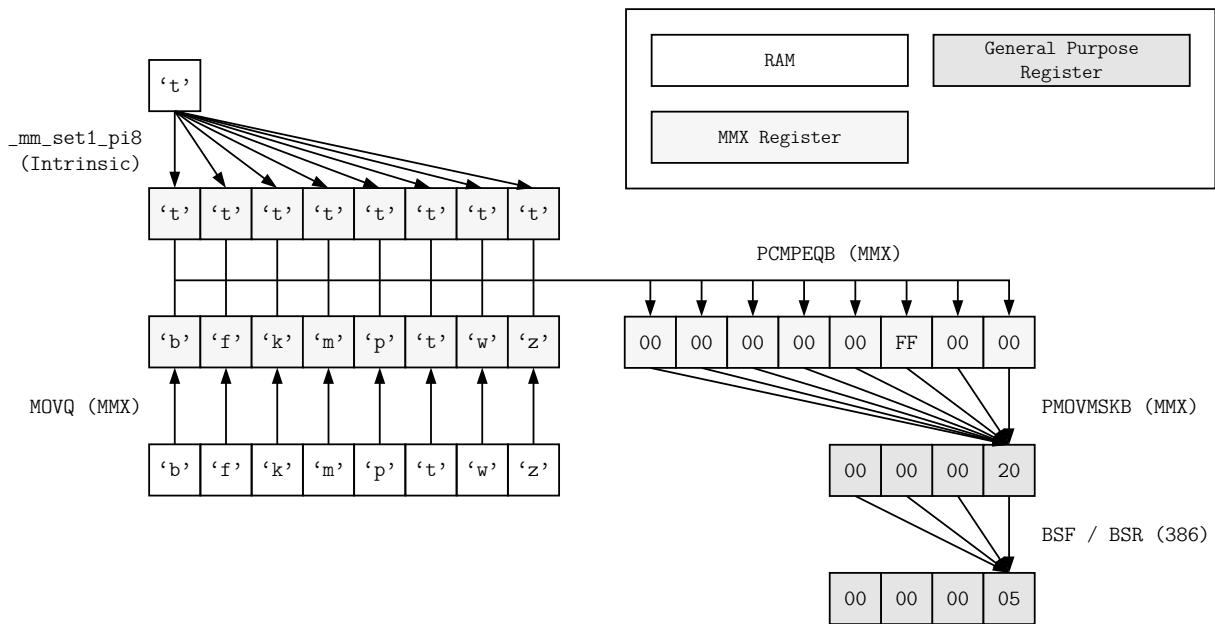 RAM
General Purpose
Register
MMX Register
‘t’
_mm_set1_pi8
(Intrinsic)
‘t’ ‘t’ ‘t’ ‘t’ ‘t’ ‘t’ ‘t’ ‘t’
PCMPEQB (MMX)
‘b’ ‘f’ ‘k’ ‘m’ ‘p’ ‘t’ ‘w’ ‘z’
00 00 00 00 00 FF 00 00
MOVQ (MMX)
PMOVMSKB (MMX)
‘b’ ‘f’ ‘k’ ‘m’ ‘p’ ‘t’ ‘w’ ‘z’
00 00 00 20
BSF / BSR (386)
00 00 00 05